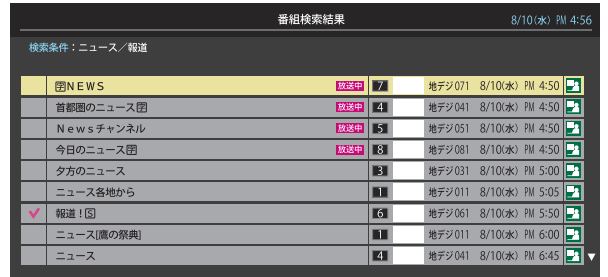 番組検索結果 8/10(水) PM 4:56
検索条件：ニュース／報道
字ＮＥＷＳ 放送中 7 地デジ071 8/10(水) PM 4:50
首都圏のニュース字 放送中 4 地デジ041 8/10(水) PM 4:50
Ｎｅｗｓチャンネル 放送中 5 地デジ051 8/10(水) PM 4:50
今日のニュース字 放送中 8 地デジ081 8/10(水) PM 4:50
夕方のニュース 3 地デジ031 8/10(水) PM 5:00
ニュース各地から 1 地デジ011 8/10(水) PM 5:05
報道！S 6 地デジ061 8/10(水) PM 5:50
ニュース[鷹の祭典] 1 地デジ011 8/10(水) PM 6:00
ニュース 4 地デジ041 8/10(水) PM 6:45